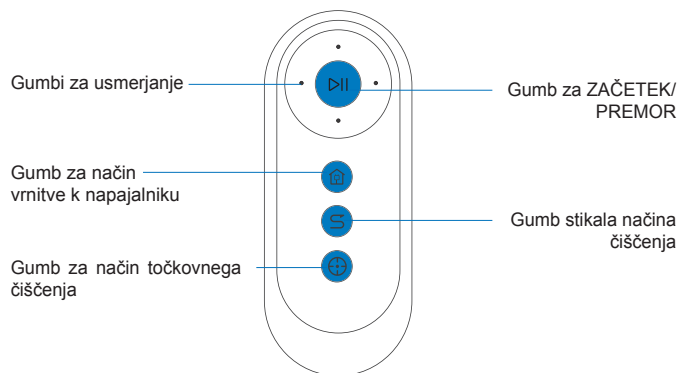 Gumbi za usmerjanje
Gumb za ZAČETEK/
PREMOR
Gumb za način
vrnitve k napajalniku
Gumb stikala načina
čiščenja
Gumb za način točkovnega
čiščenja